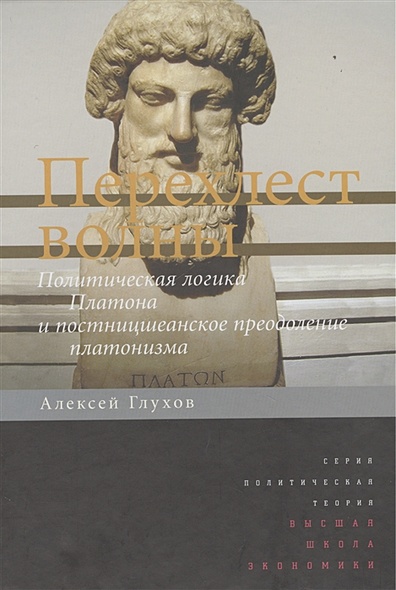 Перехлест
волны
Политическая логика
Платона
и постницшеанское преодоление
платонизма
ΠΛΑΤΩΝ
Алексей Глухов
СЕРИЯ
ПОЛИТИЧЕСКАЯ
ТЕОРИЯ
ВЫСШАЯ
ШКОЛА
ЭКОНОМИКИ